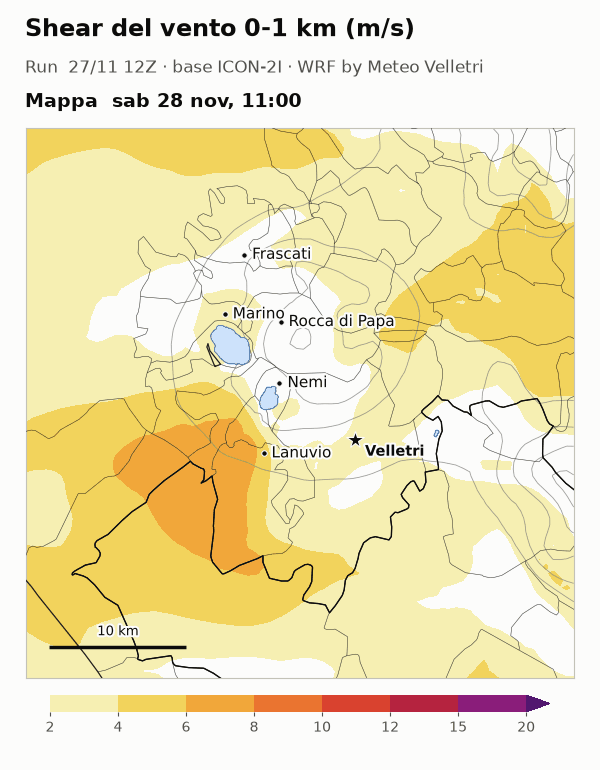 Shear del vento 0-1 km (m/s)
Run  27/11 12Z · base ICON-2I · WRF by Meteo Velletri
Mappa  sab 28 nov, 11:00
Frascati
Marino
Rocca di Papa
Nemi
Velletri
Lanuvio
10 km
2 4 6 8 10 12 15 20